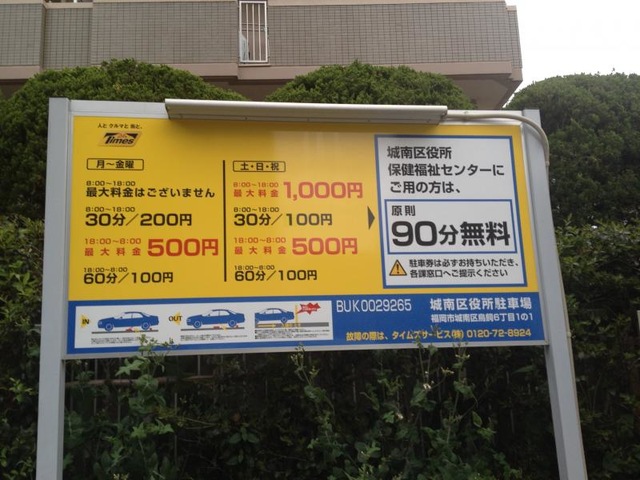 人と クルマと 街と。
Times
月〜金曜
8:00〜18:00
最大料金はございません
8:00〜18:00
30分／200円
18:00〜8:00
最大料金 500円
18:00〜8:00
60分／100円
土・日・祝
8:00〜18:00
最大料金 1,000円
8:00〜18:00
30分／100円
18:00〜8:00
最大料金 500円
18:00〜8:00
60分／100円
城南区役所
保健福祉センターに
ご用の方は、
原則
90分無料
駐車券は必ずお持ちいただき、
各課窓口へご提示ください
IN
OUT
BUK0029265
城南区役所駐車場
福岡市城南区鳥飼6丁目1の1
故障の際は、タイムズサービス㈱ 0120-72-8924